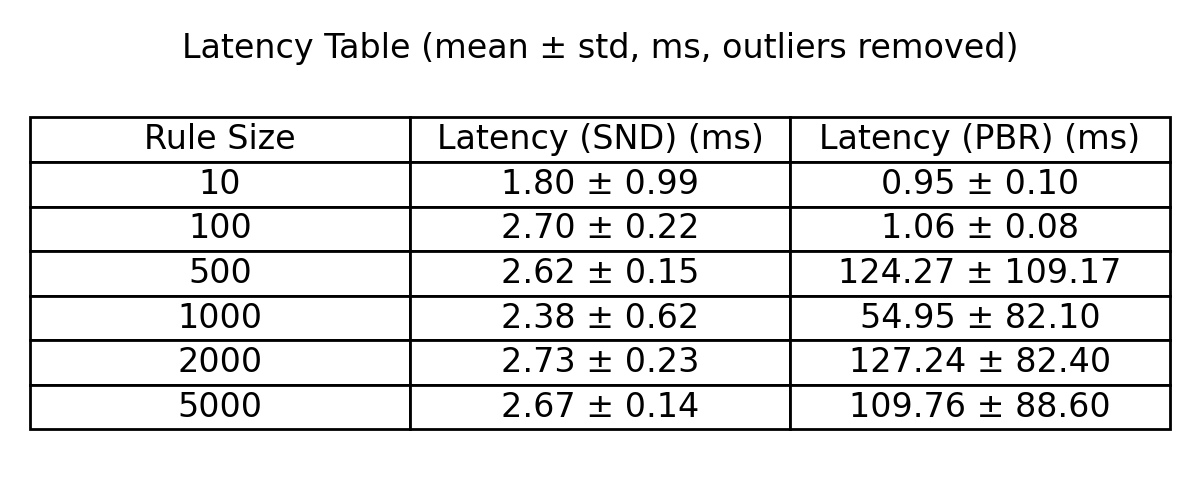 Latency Table (mean ± std, ms, outliers removed)
Rule Size Latency (SND) (ms) Latency (PBR) (ms)
10 1.80 ± 0.99 0.95 ± 0.10
100 2.70 ± 0.22 1.06 ± 0.08
500 2.62 ± 0.15 124.27 ± 109.17
1000 2.38 ± 0.62 54.95 ± 82.10
2000 2.73 ± 0.23 127.24 ± 82.40
5000 2.67 ± 0.14 109.76 ± 88.60